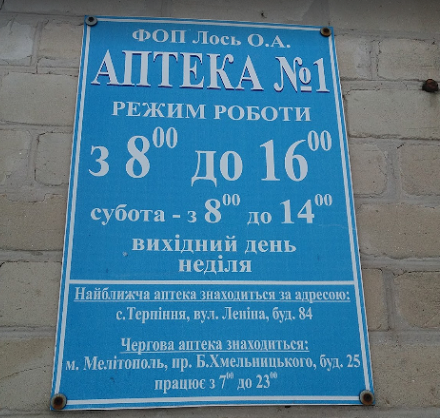 ФОП Лось О.А.
АПТЕКА №1
РЕЖИМ РОБОТИ
з 8⁰⁰ до 16⁰⁰
субота - з 8⁰⁰ до 14⁰⁰
вихідний день
неділя
Найближча аптека знаходиться за адресою:
с.Терпіння, вул. Леніна, буд. 84
Чергова аптека знаходиться:
м. Мелітополь, пр. Б.Хмельницького, буд. 25
працює з 7⁰⁰ до 23⁰⁰